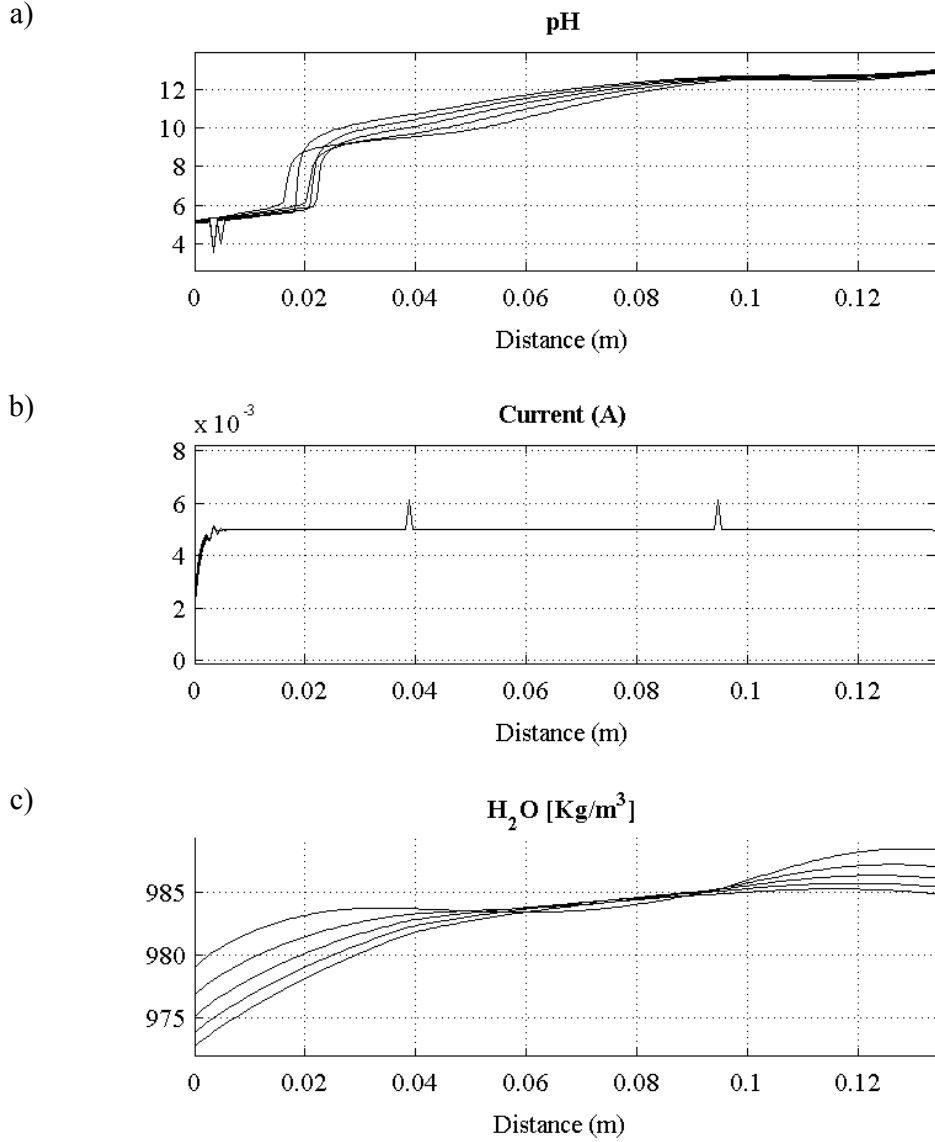 a)
pH
12
10
8
6
4
0 0.02 0.04 0.06 0.08 0.1 0.12
Distance (m)
b)
x 10⁻³ Current (A)
8
6
4
2
0
0 0.02 0.04 0.06 0.08 0.1 0.12
Distance (m)
c)
H₂O [Kg/m³]
985
980
975
0 0.02 0.04 0.06 0.08 0.1 0.12
Distance (m)